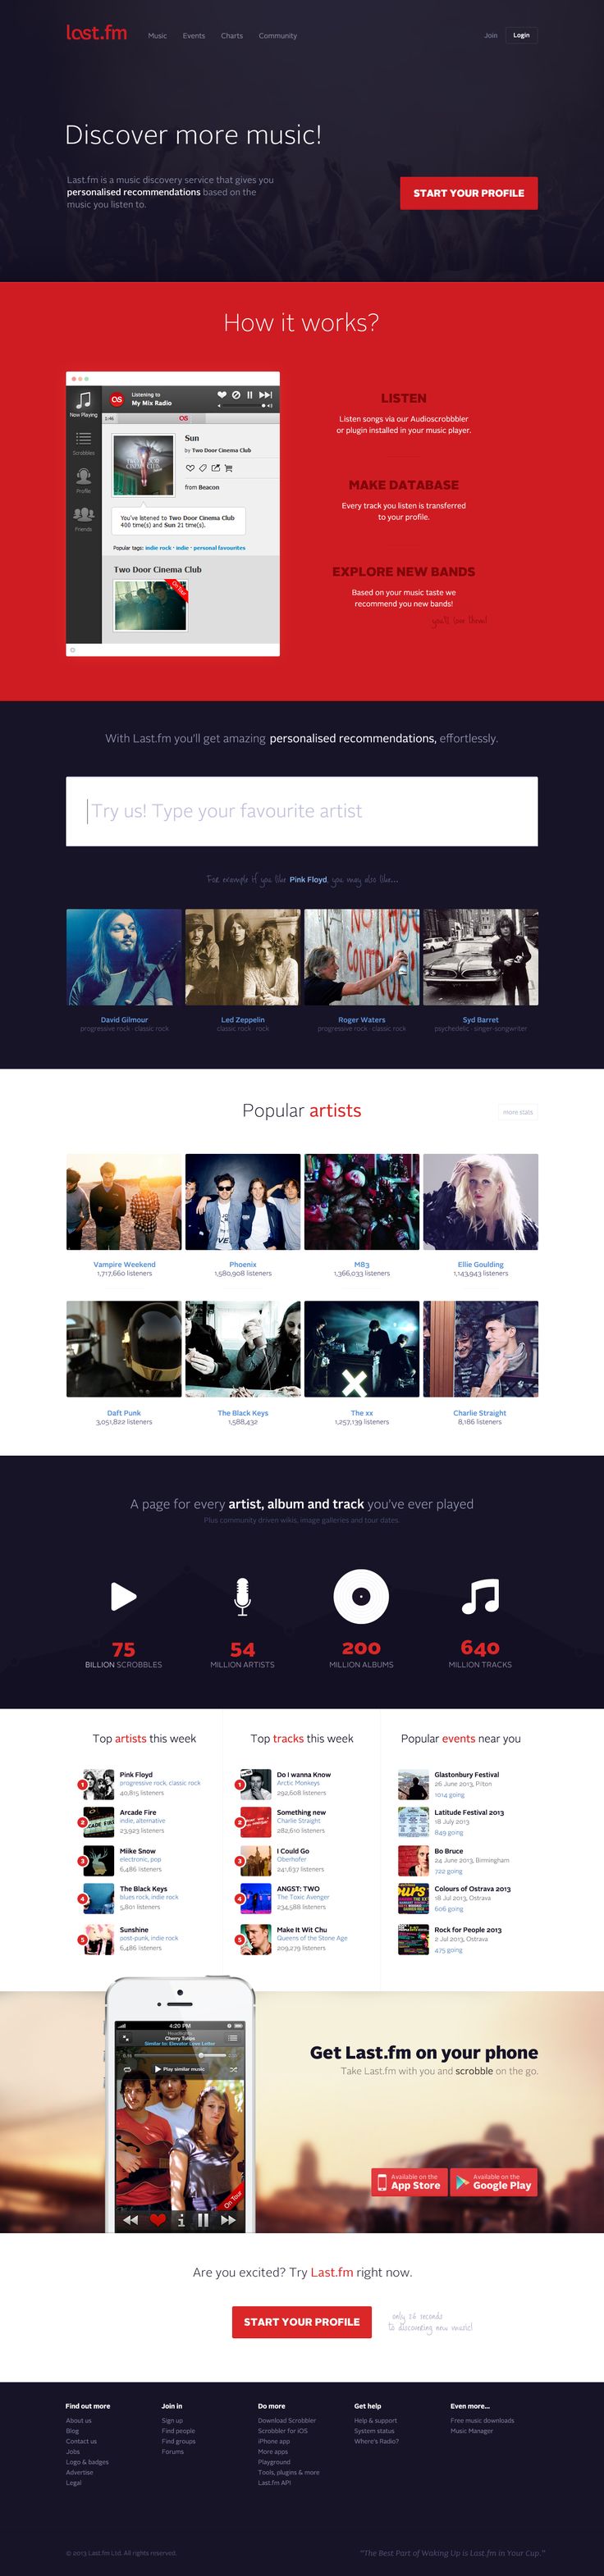 last.fm
Music Events Charts Community
Join Login
Discover more music!
Last.fm is a music discovery service that gives you
personalised recommendations based on the
music you listen to.
START YOUR PROFILE
How it works?
Now Playing
Scrobbles
Profile
Friends
Listening to
My Mix Radio
1:46
Sun
by Two Door Cinema Club
from Beacon
You've listened to Two Door Cinema Club
400 time(s) and Sun 21 time(s).
Popular tags: indie rock · indie · personal favourites
Two Door Cinema Club
On Tour
LISTEN
Listen songs via our Audioscrobbbler
or plugin installed in your music player.
MAKE DATABASE
Every track you listen is transferred
to your profile.
EXPLORE NEW BANDS
Based on your music taste we
recommend you new bands!
you'll love them!
With Last.fm you'll get amazing personalised recommendations, effortlessly.
Try us! Type your favourite artist
For example if you like Pink Floyd, you may also like...
David Gilmour
progressive rock · classic rock
Led Zeppelin
classic rock · rock
Roger Waters
progressive rock · classic rock
Syd Barret
psychedelic · singer-songwriter
Popular artists
more stats
Vampire Weekend
1,717,660 listeners
Phoenix
1,580,908 listeners
M83
1,366,033 listeners
Ellie Goulding
1,143,943 listeners
Daft Punk
3,051,822 listeners
The Black Keys
1,588,432
The xx
1,257,139 listeners
Charlie Straight
8,186 listeners
A page for every artist, album and track you've ever played
Plus community driven wikis, image galleries and tour dates.
75
BILLION SCROBBLES
54
MILLION ARTISTS
200
MILLION ALBUMS
640
MILLION TRACKS
Top artists this week
1
Pink Floyd
progressive rock, classic rock
40,815 listeners
2
Arcade Fire
indie, alternative
23,923 listeners
3
Miike Snow
electronic, pop
6,486 listeners
4
The Black Keys
blues rock, indie rock
5,801 listeners
5
Sunshine
post-punk, indie rock
6,486 listeners
Top tracks this week
1
Do I wanna Know
Arctic Monkeys
292,608 listeners
2
Something new
Charlie Straight
282,610 listeners
3
I Could Go
Oberhofer
241,637 listeners
4
ANGST: TWO
The Toxic Avenger
234,588 listeners
5
Make It Wit Chu
Queens of the Stone Age
209,279 listeners
Popular events near you
Glastonbury Festival
26 June 2013, Pilton
1014 going
Latitude Festival 2013
18 July 2013
849 going
Bo Bruce
24 June 2013, Birmingham
722 going
Colours of Ostrava 2013
18 Jul 2013, Ostrava
606 going
Rock for People 2013
2 Jul 2013, Ostrava
475 going
4:20 PM
Headlights
Cherry Tulips
Similar to: Elevator Love Letter
Play similar music
On Tour
Get Last.fm on your phone
Take Last.fm with you and scrobble on the go.
Available on the
App Store
Available on the
Google Play
Are you excited? Try Last.fm right now.
START YOUR PROFILE
only 26 seconds
to discovering new music!
Find out more
About us
Blog
Contact us
Jobs
Logo & badges
Advertise
Legal
Join in
Sign up
Find people
Find groups
Forums
Do more
Download Scrobbler
Scrobbler for iOS
iPhone app
More apps
Playground
Tools, plugins & more
Last.fm API
Get help
Help & support
System status
Where's Radio?
Even more...
Free music downloads
Music Manager
© 2013 Last.fm Ltd. All rights reserved.
"The Best Part of Waking Up is Last.fm in Your Cup."